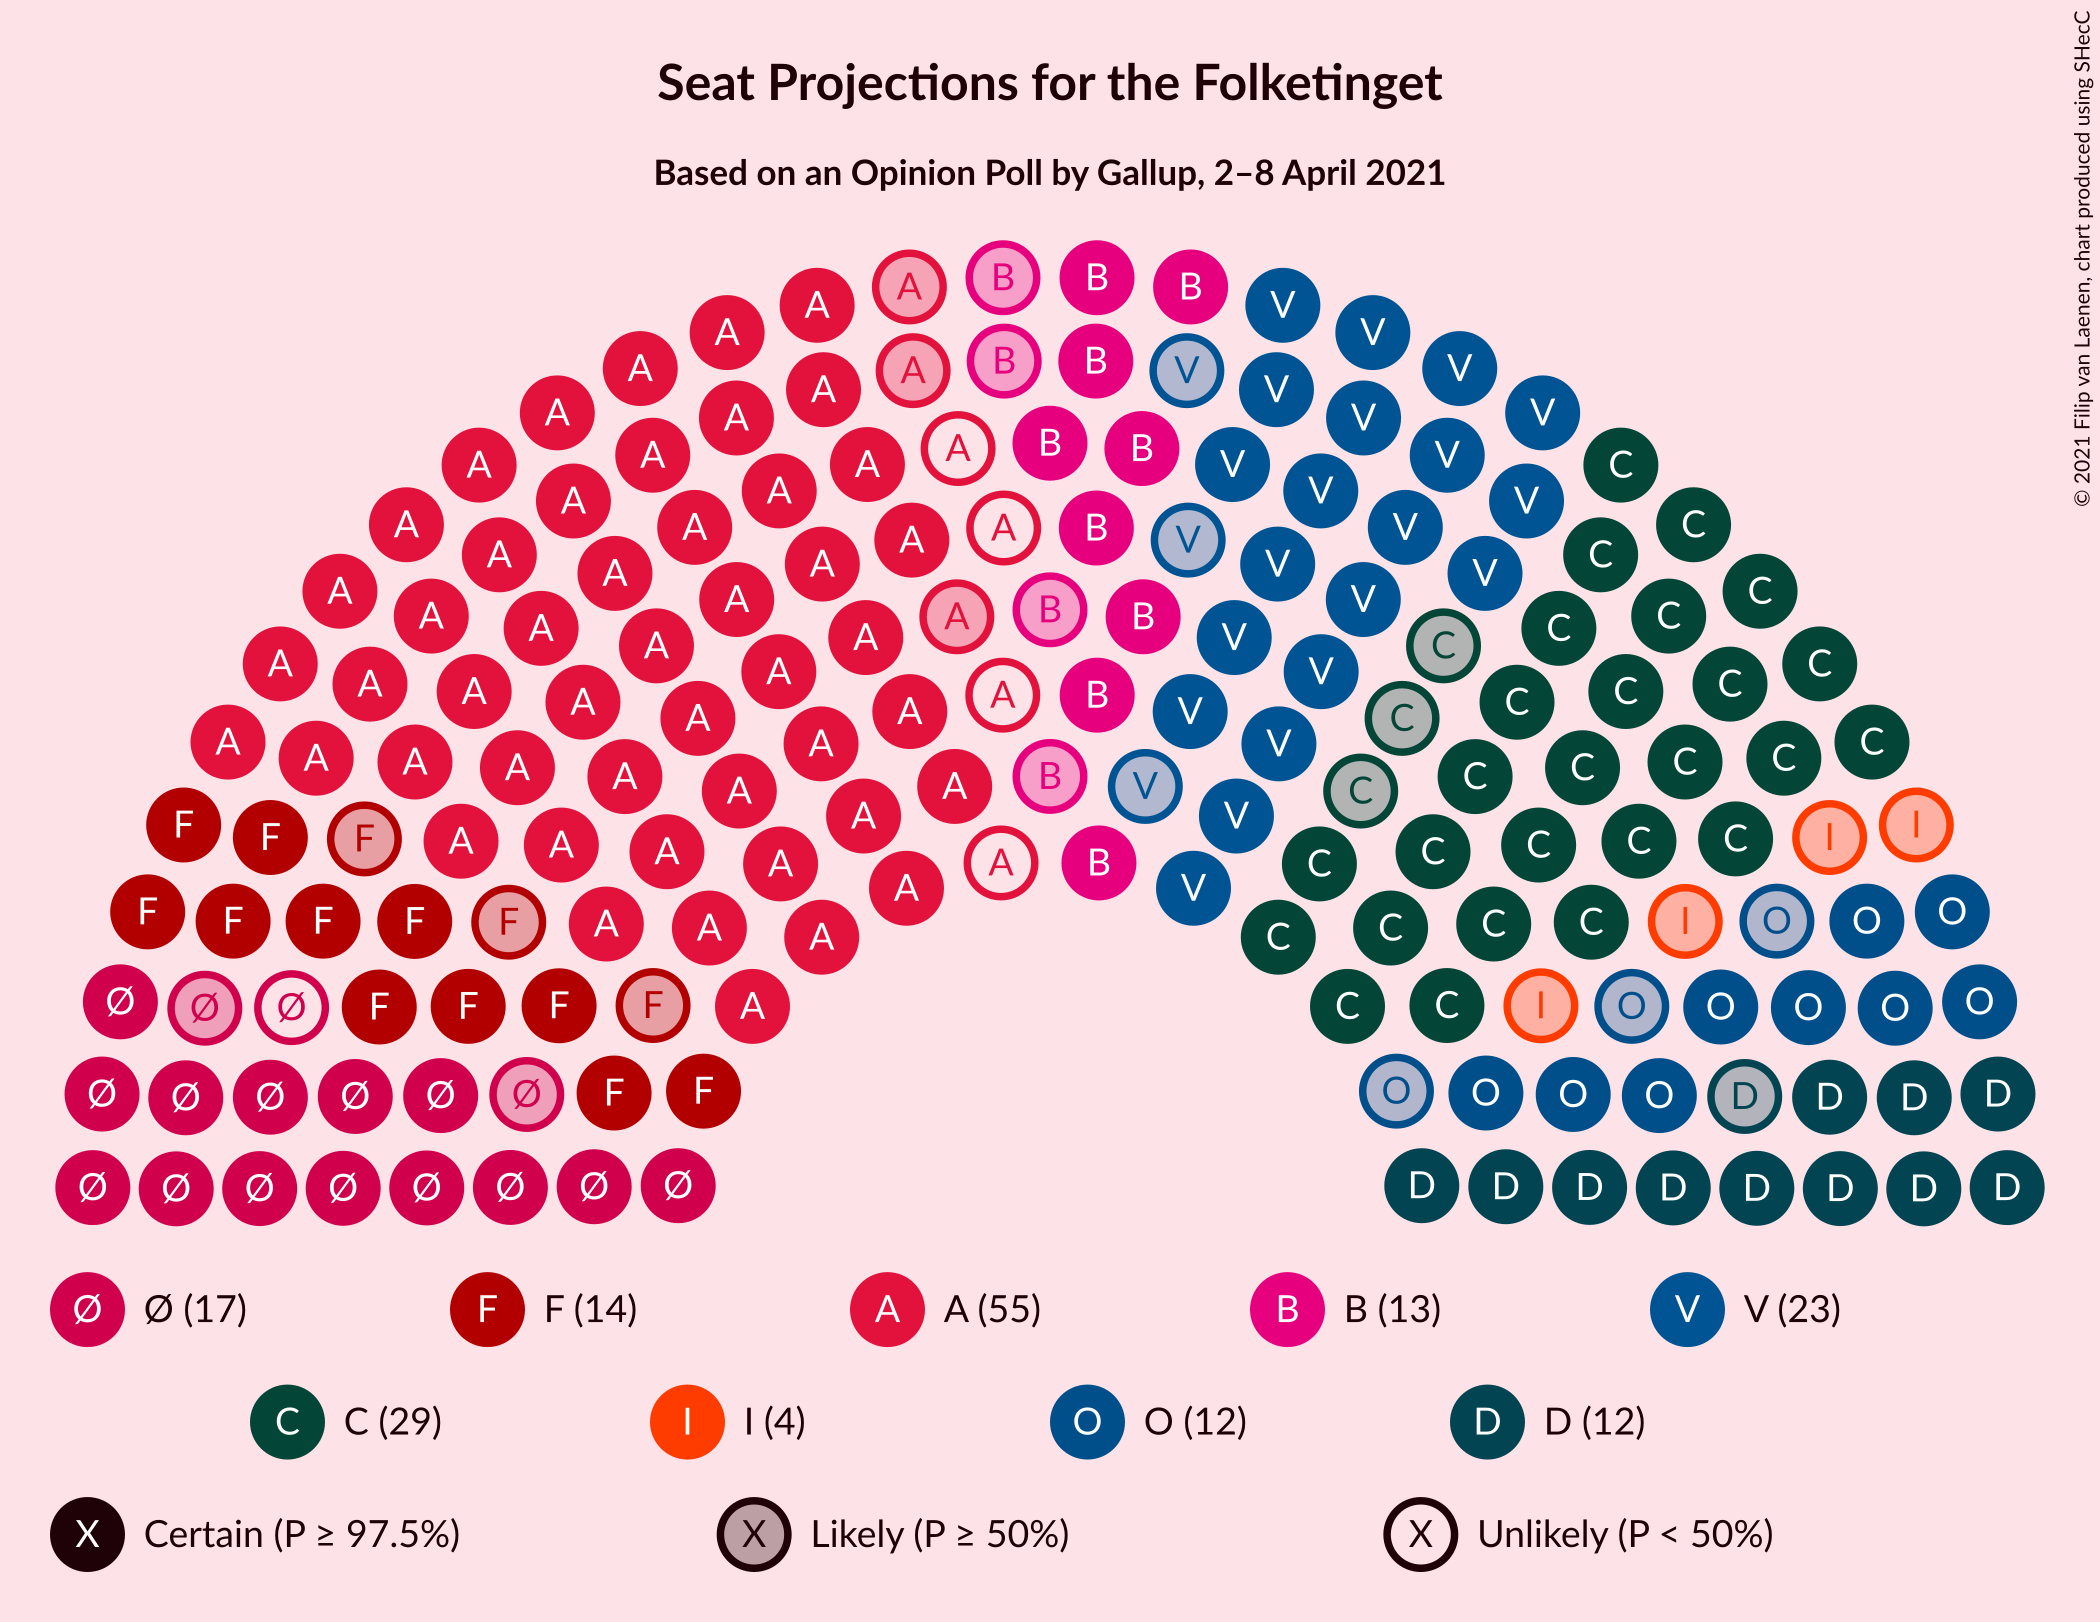 Seat Projections for the Folketinget
Based on an Opinion Poll by Gallup, 2–8 April 2021
© 2021 Filip van Laenen, chart produced using SHecC
A B B B
A V
A V
A A B B V V
A V
A A V V
A A A A B B V V C
A A V V
A A A A B V V C
A A A V V C
A A A A B B V C C
A A A V C C
A A A A A B V C C C
A A A V C C
A A A A A V C C C C
A A A B V C C
F F F A A A A V C C C C I I
A A A B V C
F F F F F A A A C C C C I O O O
Ø Ø Ø F F F F A C C I O O O O O
Ø Ø Ø Ø Ø Ø F F O O O O D D D D
Ø Ø Ø Ø Ø Ø Ø Ø D D D D D D D D
Ø Ø (17) F F (14) A A (55) B B (13) V V (23)
C C (29) I I (4) O O (12) D D (12)
X Certain (P ≥ 97.5%) X Likely (P ≥ 50%) X Unlikely (P < 50%)